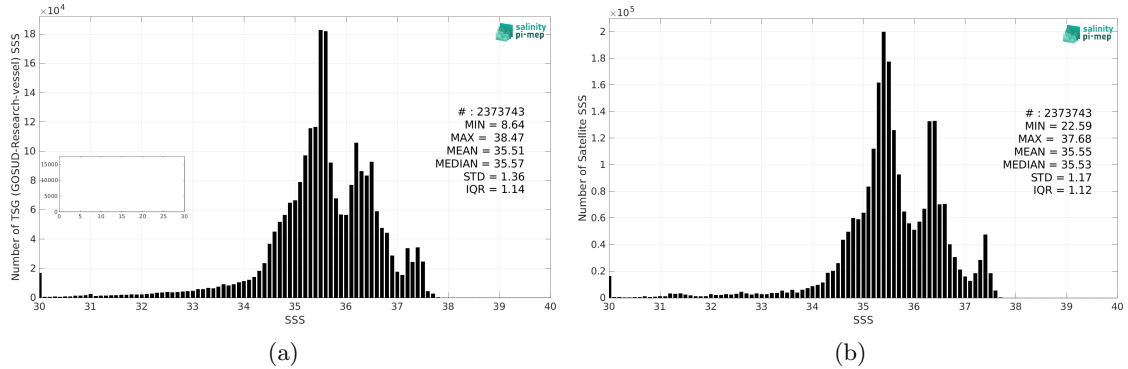 ×10⁴
18
16
14
12
10
8
6
4
2
0
Number of TSG (GOSUD-Research-vessel) SSS
salinity
pi-mep
# : 2373743
MIN = 8.64
MAX = 38.47
MEAN = 35.51
MEDIAN = 35.57
STD = 1.36
IQR = 1.14
15000
10000
5000
0
0 5 10 15 20 25 30
30 31 32 33 34 35 36 37 38 39 40
SSS
(a)
×10⁵
2
1.8
1.6
1.4
1.2
1
0.8
0.6
0.4
0.2
0
Number of Satellite SSS
salinity
pi-mep
# : 2373743
MIN = 22.59
MAX = 37.68
MEAN = 35.55
MEDIAN = 35.53
STD = 1.17
IQR = 1.12
30 31 32 33 34 35 36 37 38 39 40
SSS
(b)